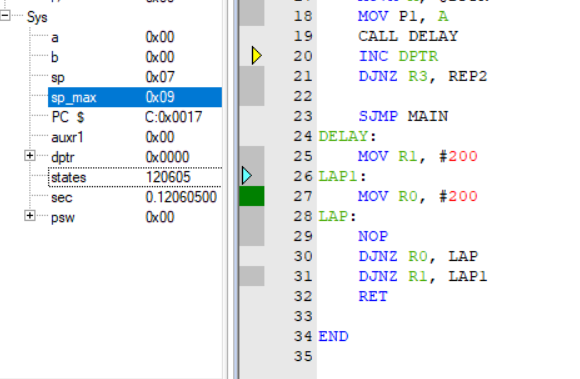 Sys
a 0x00
b 0x00
sp 0x07
sp_max 0x09
PC $ C:0x0017
auxr1 0x00
dptr 0x0000
states 120605
sec 0.12060500
psw 0x00
18 MOV P1, A
19 CALL DELAY
20 INC DPTR
21 DJNZ R3, REP2
22
23 SJMP MAIN
24 DELAY:
25 MOV R1, #200
26 LAP1:
27 MOV R0, #200
28 LAP:
29 NOP
30 DJNZ R0, LAP
31 DJNZ R1, LAP1
32 RET
33
34 END
35